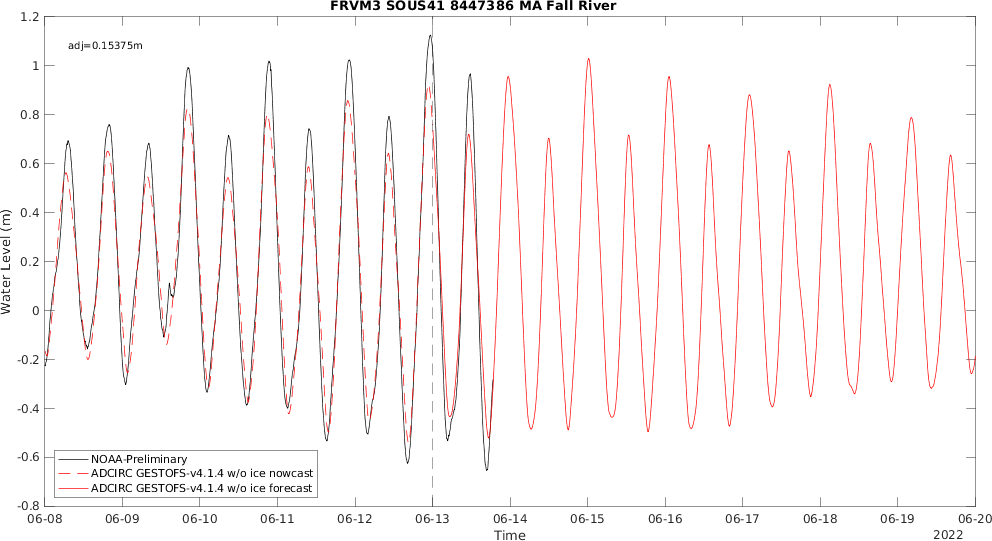 FRVM3 SOUS41 8447386 MA Fall River
adj=0.15375m
1.2
1
0.8
0.6
0.4
0.2
0
-0.2
-0.4
-0.6
-0.8
Water Level (m)
NOAA-Preliminary
ADCIRC GESTOFS-v4.1.4 w/o ice nowcast
ADCIRC GESTOFS-v4.1.4 w/o ice forecast
06-08 06-09 06-10 06-11 06-12 06-13 06-14 06-15 06-16 06-17 06-18 06-19 06-20
Time
2022